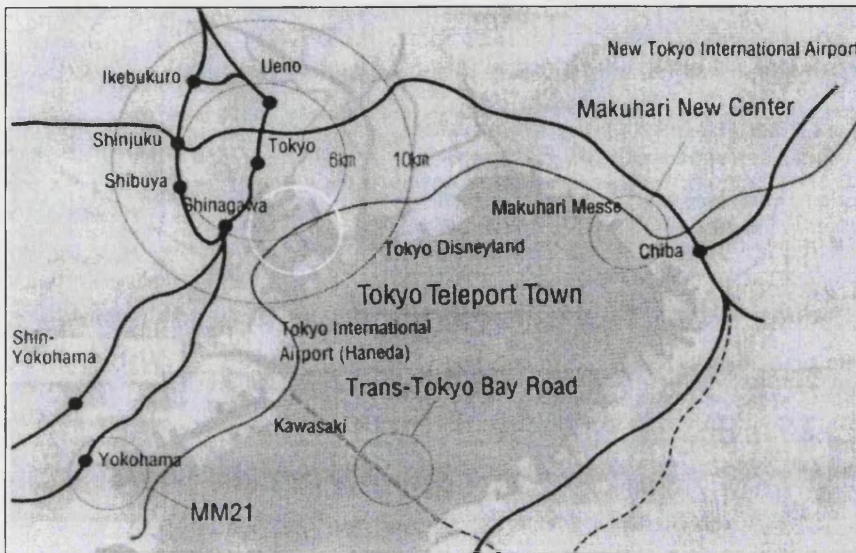 New Tokyo International Airport
Ikebukuro
Ueno
Makuhari New Center
Shinjuku
Tokyo
6km
10km
Shibuya
Shinagawa
Makuhari Messe
Tokyo Disneyland
Chiba
Tokyo Teleport Town
Shin-
Yokohama
Tokyo International
Airport (Haneda)
Trans-Tokyo Bay Road
Kawasaki
Yokohama
MM21